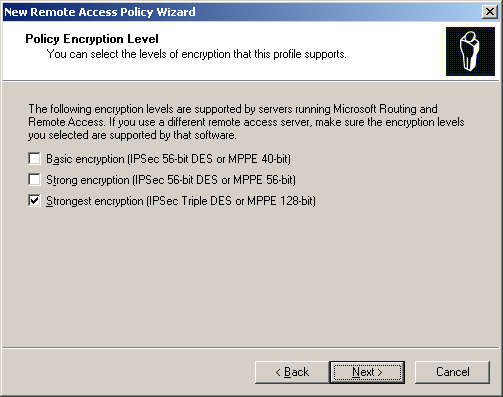 New Remote Access Policy Wizard
Policy Encryption Level
You can select the levels of encryption that this profile supports.
The following encryption levels are supported by servers running Microsoft Routing and
Remote Access. If you use a different remote access server, make sure the encryption levels
you selected are supported by that software.
Basic encryption (IPSec 56-bit DES or MPPE 40-bit)
Strong encryption (IPSec 56-bit DES or MPPE 56-bit)
Strongest encryption (IPSec Triple DES or MPPE 128-bit)
< Back Next > Cancel